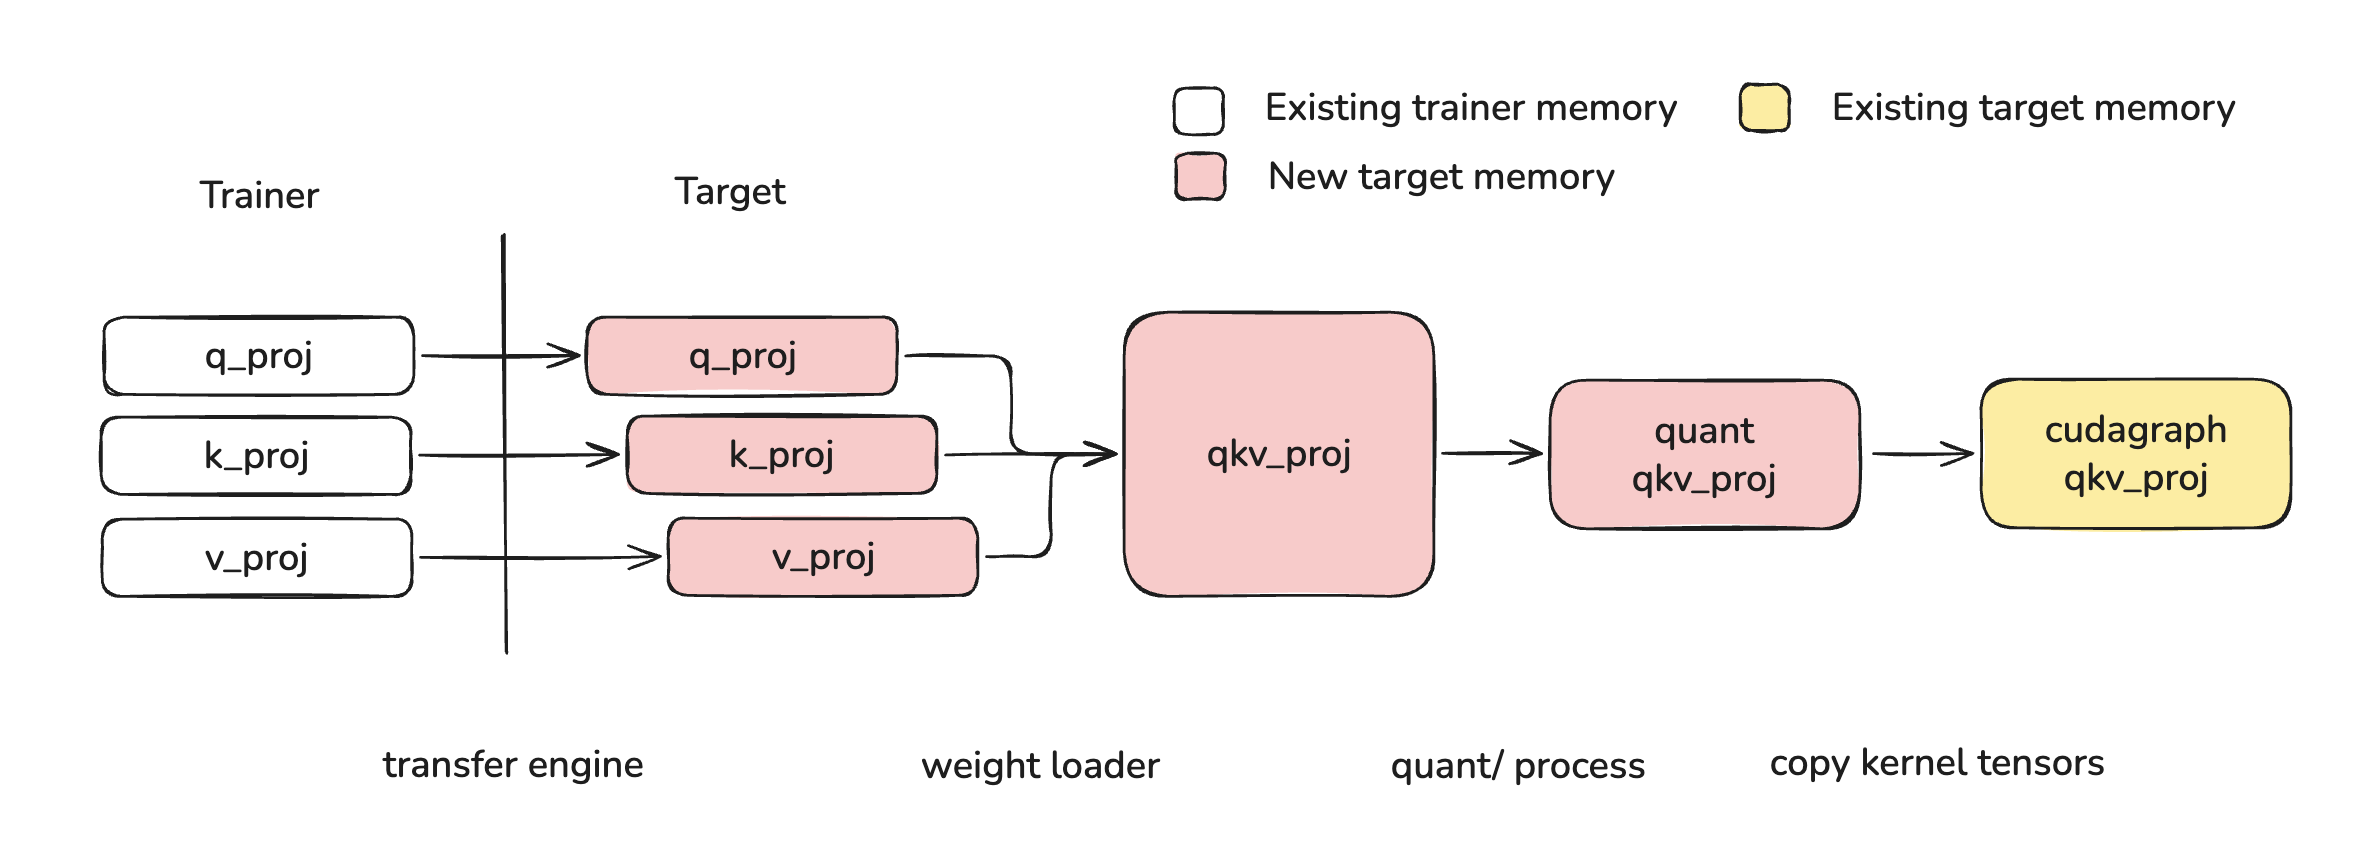 Existing trainer memory
Existing target memory
New target memory
Trainer
Target
q_proj
q_proj
k_proj
k_proj
v_proj
v_proj
qkv_proj
quant
qkv_proj
cudagraph
qkv_proj
transfer engine
weight loader
quant/ process
copy kernel tensors